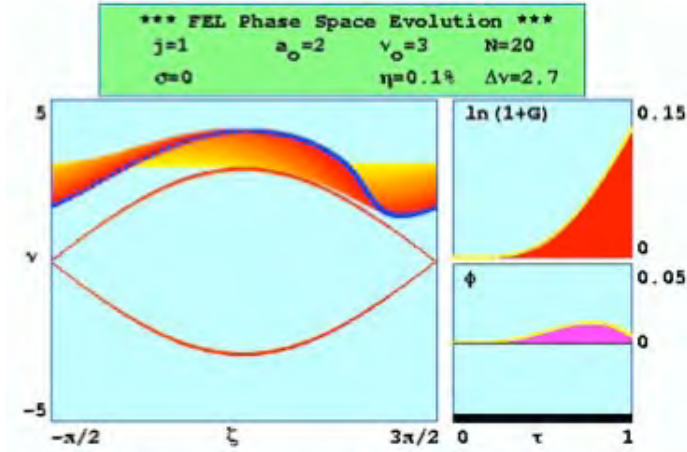 *** FEL Phase Space Evolution ***
j=1 a₀=2 ν₀=3 N=20
σ=0 η=0.1% Δν=2.7
5 ln(1+G) 0.15
ν 0
ϕ 0.05
0
-5
-π/2 ζ 3π/2 0 τ 1